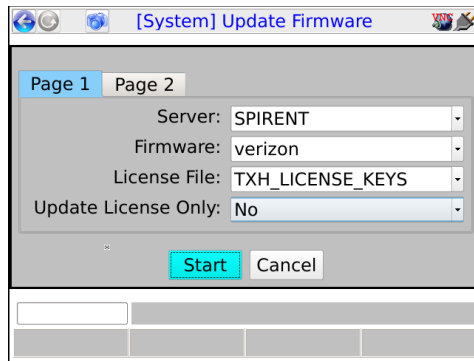 [System] Update Firmware
VNC
Page 1 Page 2
Server: SPIRENT
Firmware: verizon
License File: TXH_LICENSE_KEYS
Update License Only: No
Start Cancel